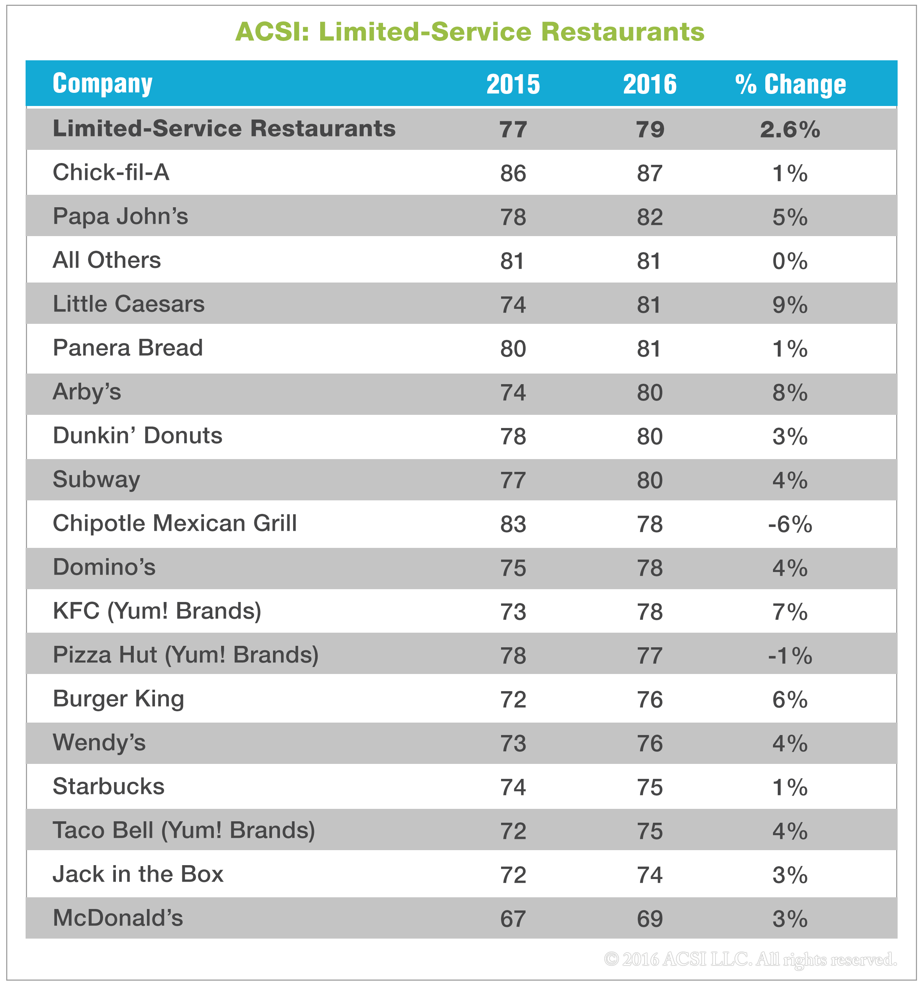 ACSI: Limited-Service Restaurants
Company 2015 2016 % Change
Limited-Service Restaurants 77 79 2.6%
Chick-fil-A 86 87 1%
Papa John’s 78 82 5%
All Others 81 81 0%
Little Caesars 74 81 9%
Panera Bread 80 81 1%
Arby’s 74 80 8%
Dunkin’ Donuts 78 80 3%
Subway 77 80 4%
Chipotle Mexican Grill 83 78 -6%
Domino’s 75 78 4%
KFC (Yum! Brands) 73 78 7%
Pizza Hut (Yum! Brands) 78 77 -1%
Burger King 72 76 6%
Wendy’s 73 76 4%
Starbucks 74 75 1%
Taco Bell (Yum! Brands) 72 75 4%
Jack in the Box 72 74 3%
McDonald’s 67 69 3%
© 2016 ACSI LLC. All rights reserved.